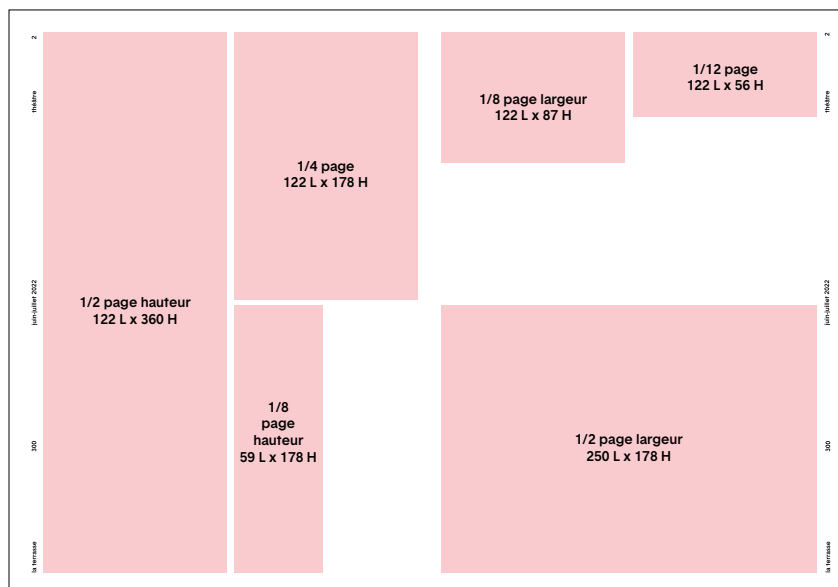 2
théâtre
juin-juillet 2022
300
la terrasse
1/2 page hauteur
122 L x 360 H
1/4 page
122 L x 178 H
1/8
page
hauteur
59 L x 178 H
1/8 page largeur
122 L x 87 H
1/12 page
122 L x 56 H
1/2 page largeur
250 L x 178 H
2
théâtre
juin-juillet 2022
300
la terrasse